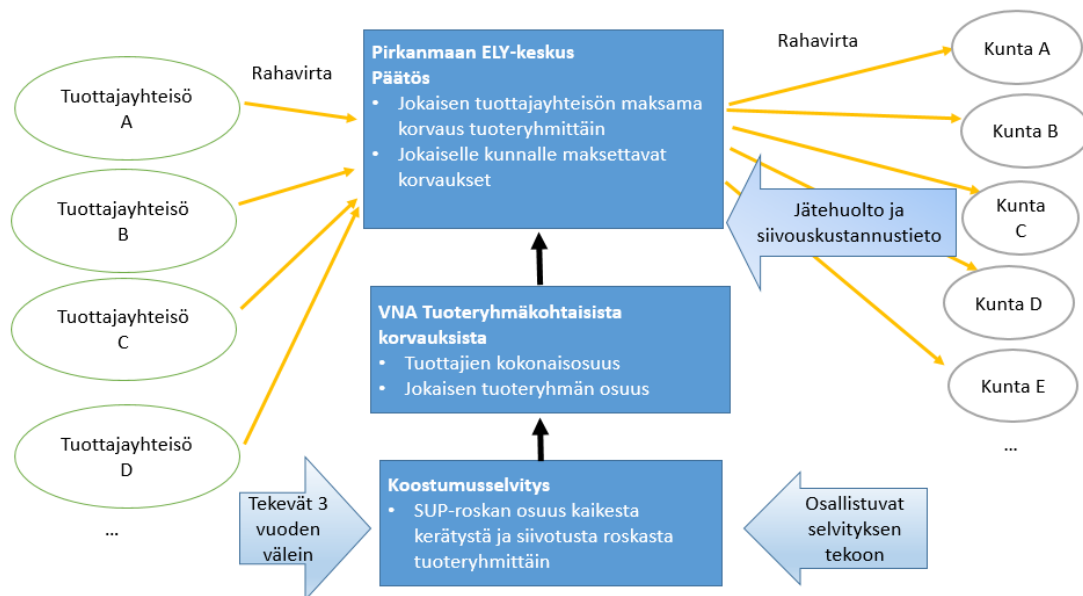 Tuottajayhteisö
A
Tuottajayhteisö
B
Tuottajayhteisö
C
Tuottajayhteisö
D
...
Rahavirta
Pirkanmaan ELY-keskus
Päätös
• Jokaisen tuottajayhteisön maksama
korvaus tuoteryhmittäin
• Jokaiselle kunnalle maksettavat
korvaukset
Rahavirta
Kunta A
Kunta B
Kunta
C
Kunta D
Kunta E
...
Jätehuolto ja
siivouskustannustieto
VNA Tuoteryhmäkohtaisista
korvauksista
• Tuottajien kokonaisosuus
• Jokaisen tuoteryhmän osuus
Tekevät 3
vuoden
välein
Koostumusselvitys
• SUP-roskan osuus kaikesta
kerätystä ja siivotusta roskasta
tuoteryhmittäin
Osallistuvat
selvityksen
tekoon